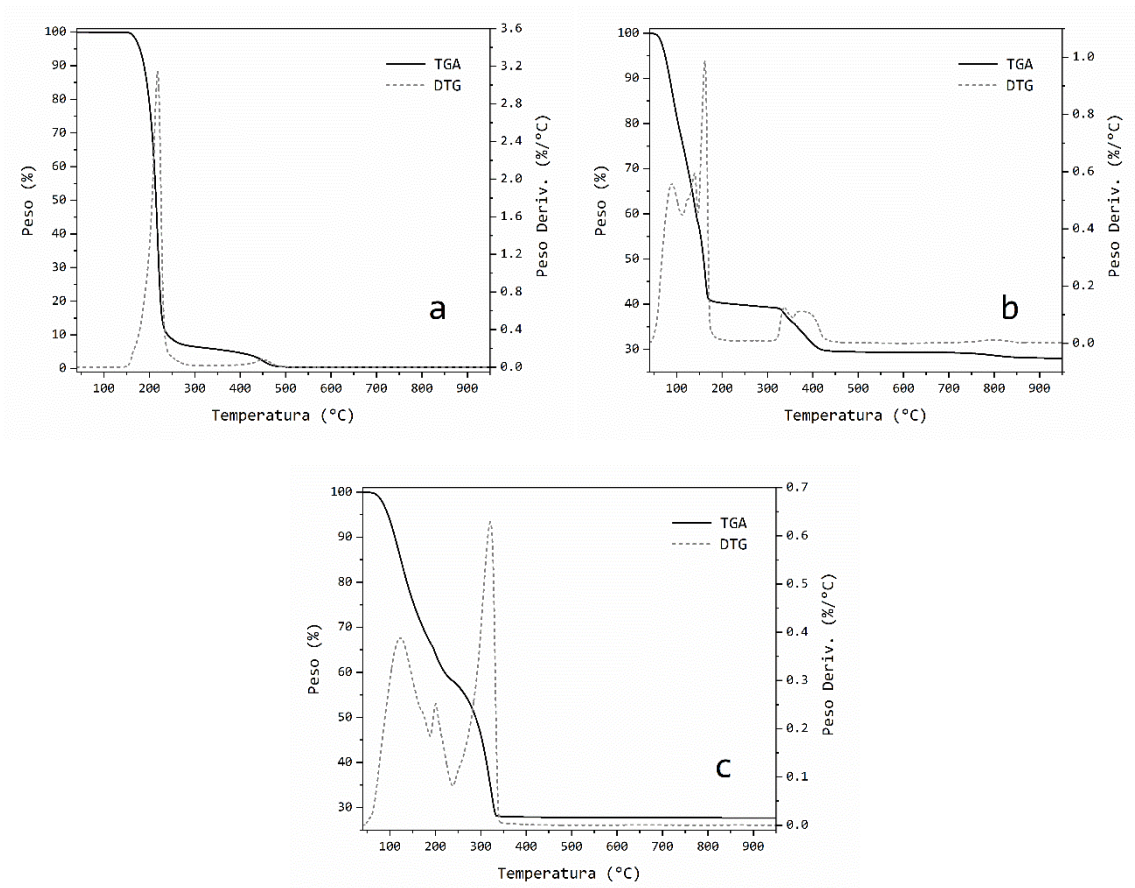 100
90
80
70
60
50
40
30
20
10
0
Peso (%)
100 200 300 400 500 600 700 800 900
Temperatura (°C)
3.6
3.2
2.8
2.4
2.0
1.6
1.2
0.8
0.4
0.0
Peso Deriv. (%/°C)
TGA
DTG
a
100
90
80
70
60
50
40
30
Peso (%)
100 200 300 400 500 600 700 800 900
Temperatura (°C)
1.0
0.8
0.6
0.4
0.2
0.0
Peso Deriv. (%/°C)
TGA
DTG
b
100
90
80
70
60
50
40
30
Peso (%)
100 200 300 400 500 600 700 800 900
Temperatura (°C)
0.7
0.6
0.5
0.4
0.3
0.2
0.1
0.0
Peso Deriv. (%/°C)
TGA
DTG
c